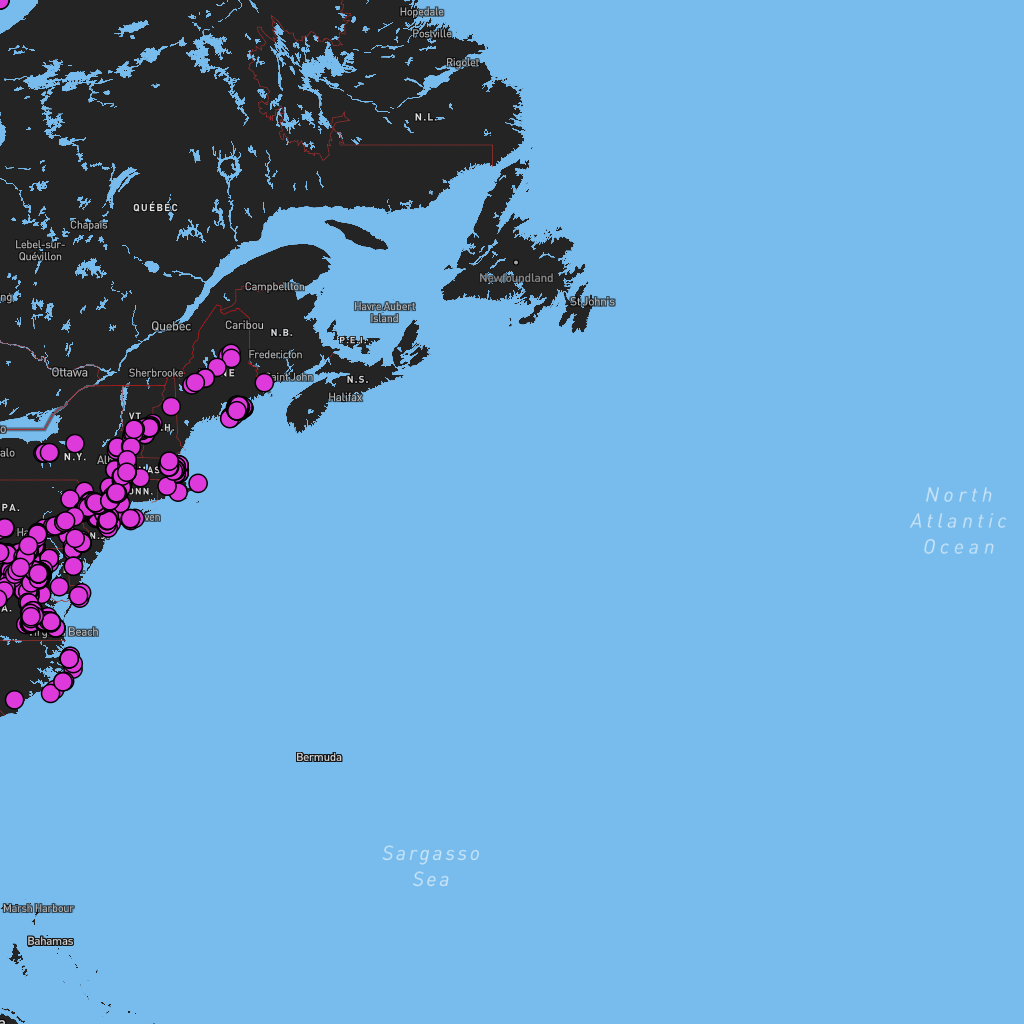 Hopedale
Postville
Rigolet
N.L.
QUÉBEC
Chapais
Lebel-sur-
Quévillon
Newfoundland
Campbellton
St John's
Havre Aubert
Island
Quebec
Caribou
N.B.
P.E.I.
Fredericton
Ottawa
Sherbrooke
Saint John
N.S.
Halifax
VT.
N.Y.
PA.
North
Atlantic
Ocean
Beach
Bermuda
Sargasso
Sea
Marsh Harbour
Bahamas